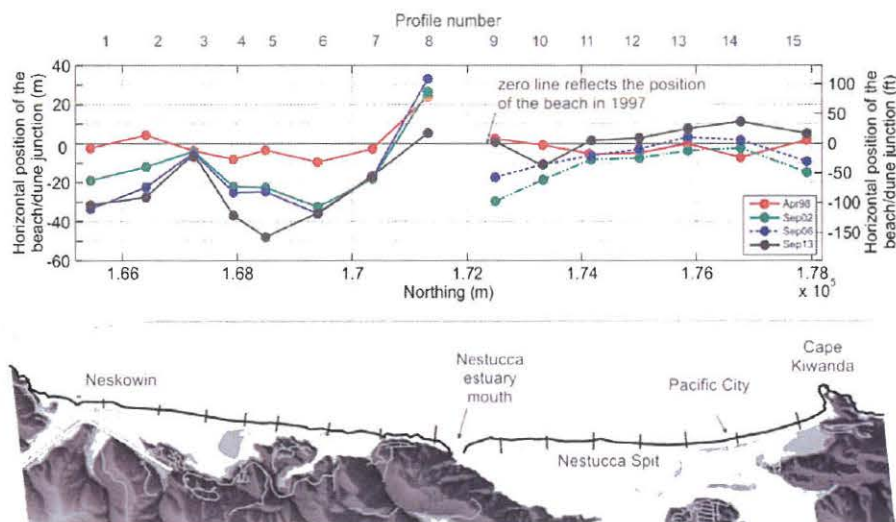 Profile number
1 2 3 4 5 6 7 8 9 10 11 12 13 14 15
Horizontal position of the
beach/dune junction (m)
40
20
0
-20
-40
-60
zero line reflects the position
of the beach in 1997
100
50
0
-50
-100
-150
Horizontal position of the
beach/dune junction (ft)
Apr98
Sep02
Sep06
Sep13
1.66 1.68 1.7 1.72 1.74 1.76 1.78
Northing (m)
x 10⁵
Neskowin
Nestucca
estuary
mouth
Pacific City
Cape
Kiwanda
Nestucca Spit